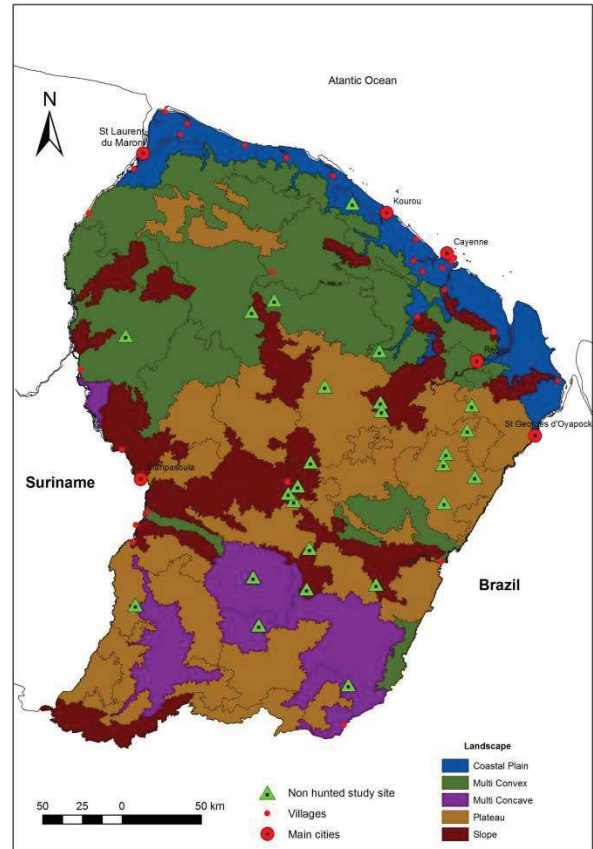 Atantic Ocean
N
St Laurent
du Maroni
Kourou
Cayenne
St Georges d'Oyapock
Suriname
Brazil
50 25 0 50 km
Non hunted study site
Villages
Main cities
Landscape
Coastal Plain
Multi Convex
Multi Concave
Plateau
Slope